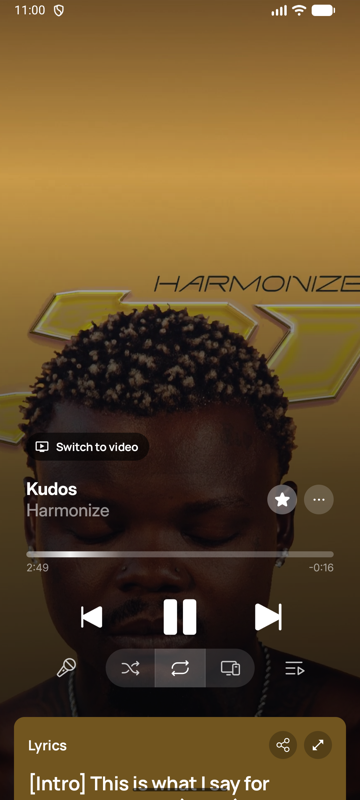 11:00
HARMONIZE
Switch to video
Kudos
Harmonize
2:49
-0:16
Lyrics
[Intro] This is what I say for